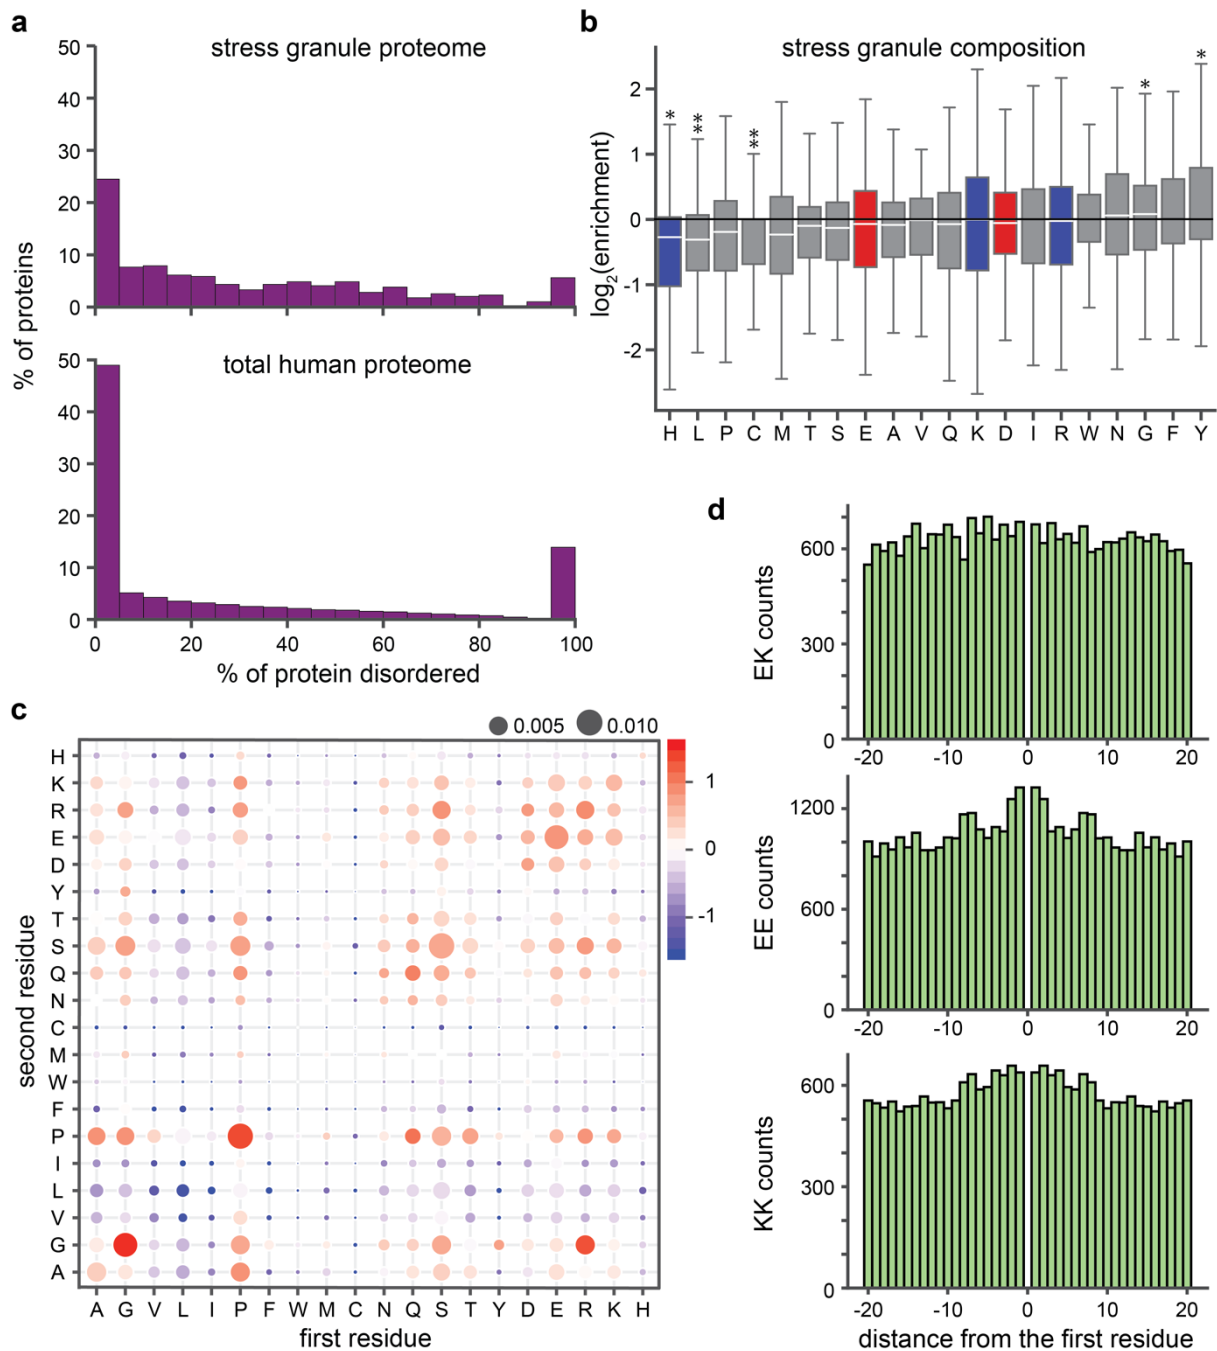 a
stress granule proteome
50
40
30
20
10
0
% of proteins
total human proteome
50
40
30
20
10
0
0 20 40 60 80 100
% of protein disordered
b
stress granule composition
log2(enrichment)
2
1
0
-1
-2
* ** ** * *
H L P C M T S E A V Q K D I R W N G F Y
c
0.005 0.010
second residue
H
K
R
E
D
Y
T
S
Q
N
C
M
W
F
P
I
L
V
G
A
A G V L I P F W M C N Q S T Y D E R K H
first residue
1
0
-1
d
EK counts
600
300
0
-20 -10 0 10 20
EE counts
1200
600
0
-20 -10 0 10 20
KK counts
600
300
0
-20 -10 0 10 20
distance from the first residue